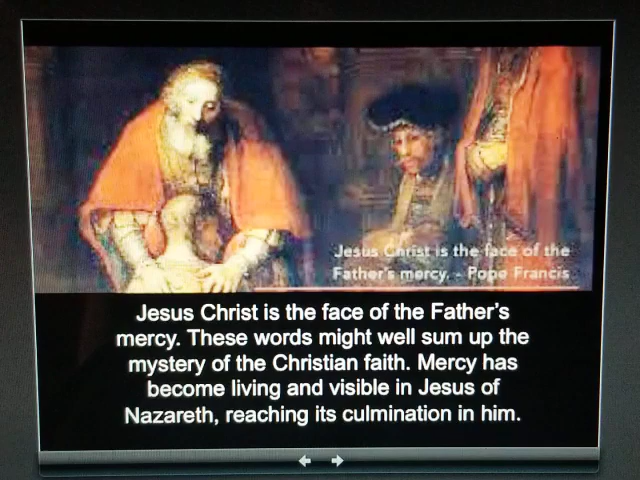 Jesus Christ is the face of the
Father's mercy. - Pope Francis
Jesus Christ is the face of the Father's
mercy. These words might well sum up the
mystery of the Christian faith. Mercy has
become living and visible in Jesus of
Nazareth, reaching its culmination in him.